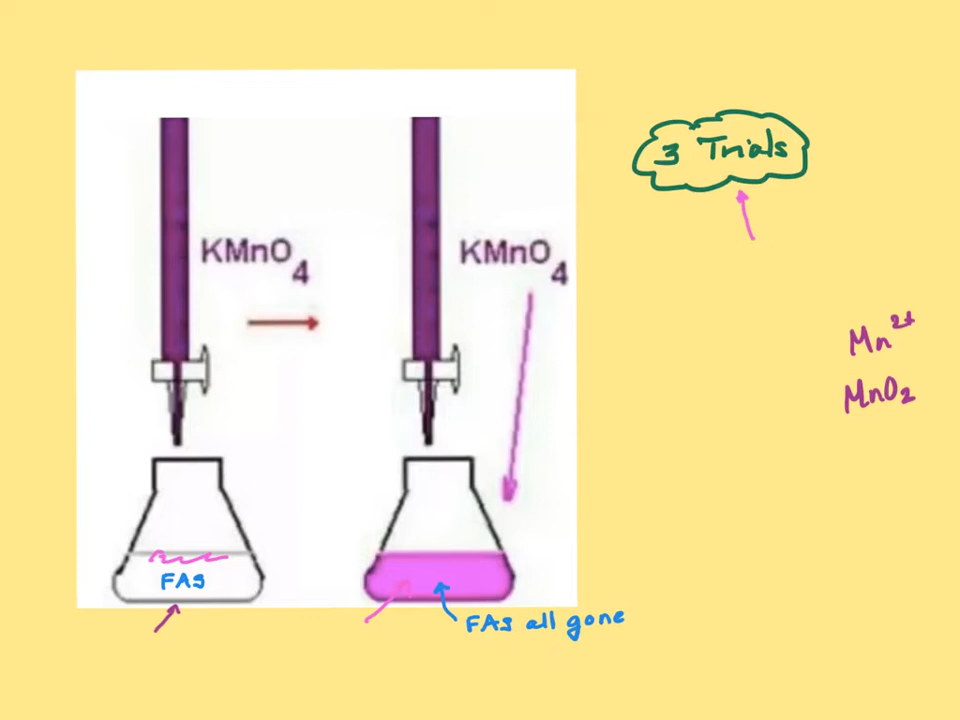 3 Trials
KMnO4
KMnO4
Mn2+
MnO2
FAS
FAS all gone